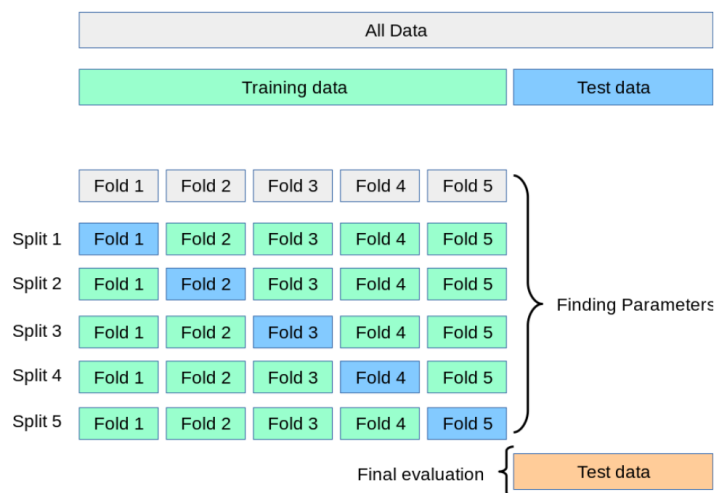 All Data
Training data Test data
Fold 1 Fold 2 Fold 3 Fold 4 Fold 5
Split 1 Fold 1 Fold 2 Fold 3 Fold 4 Fold 5
Split 2 Fold 1 Fold 2 Fold 3 Fold 4 Fold 5
Finding Parameters
Split 3 Fold 1 Fold 2 Fold 3 Fold 4 Fold 5
Split 4 Fold 1 Fold 2 Fold 3 Fold 4 Fold 5
Split 5 Fold 1 Fold 2 Fold 3 Fold 4 Fold 5
Final evaluation Test data